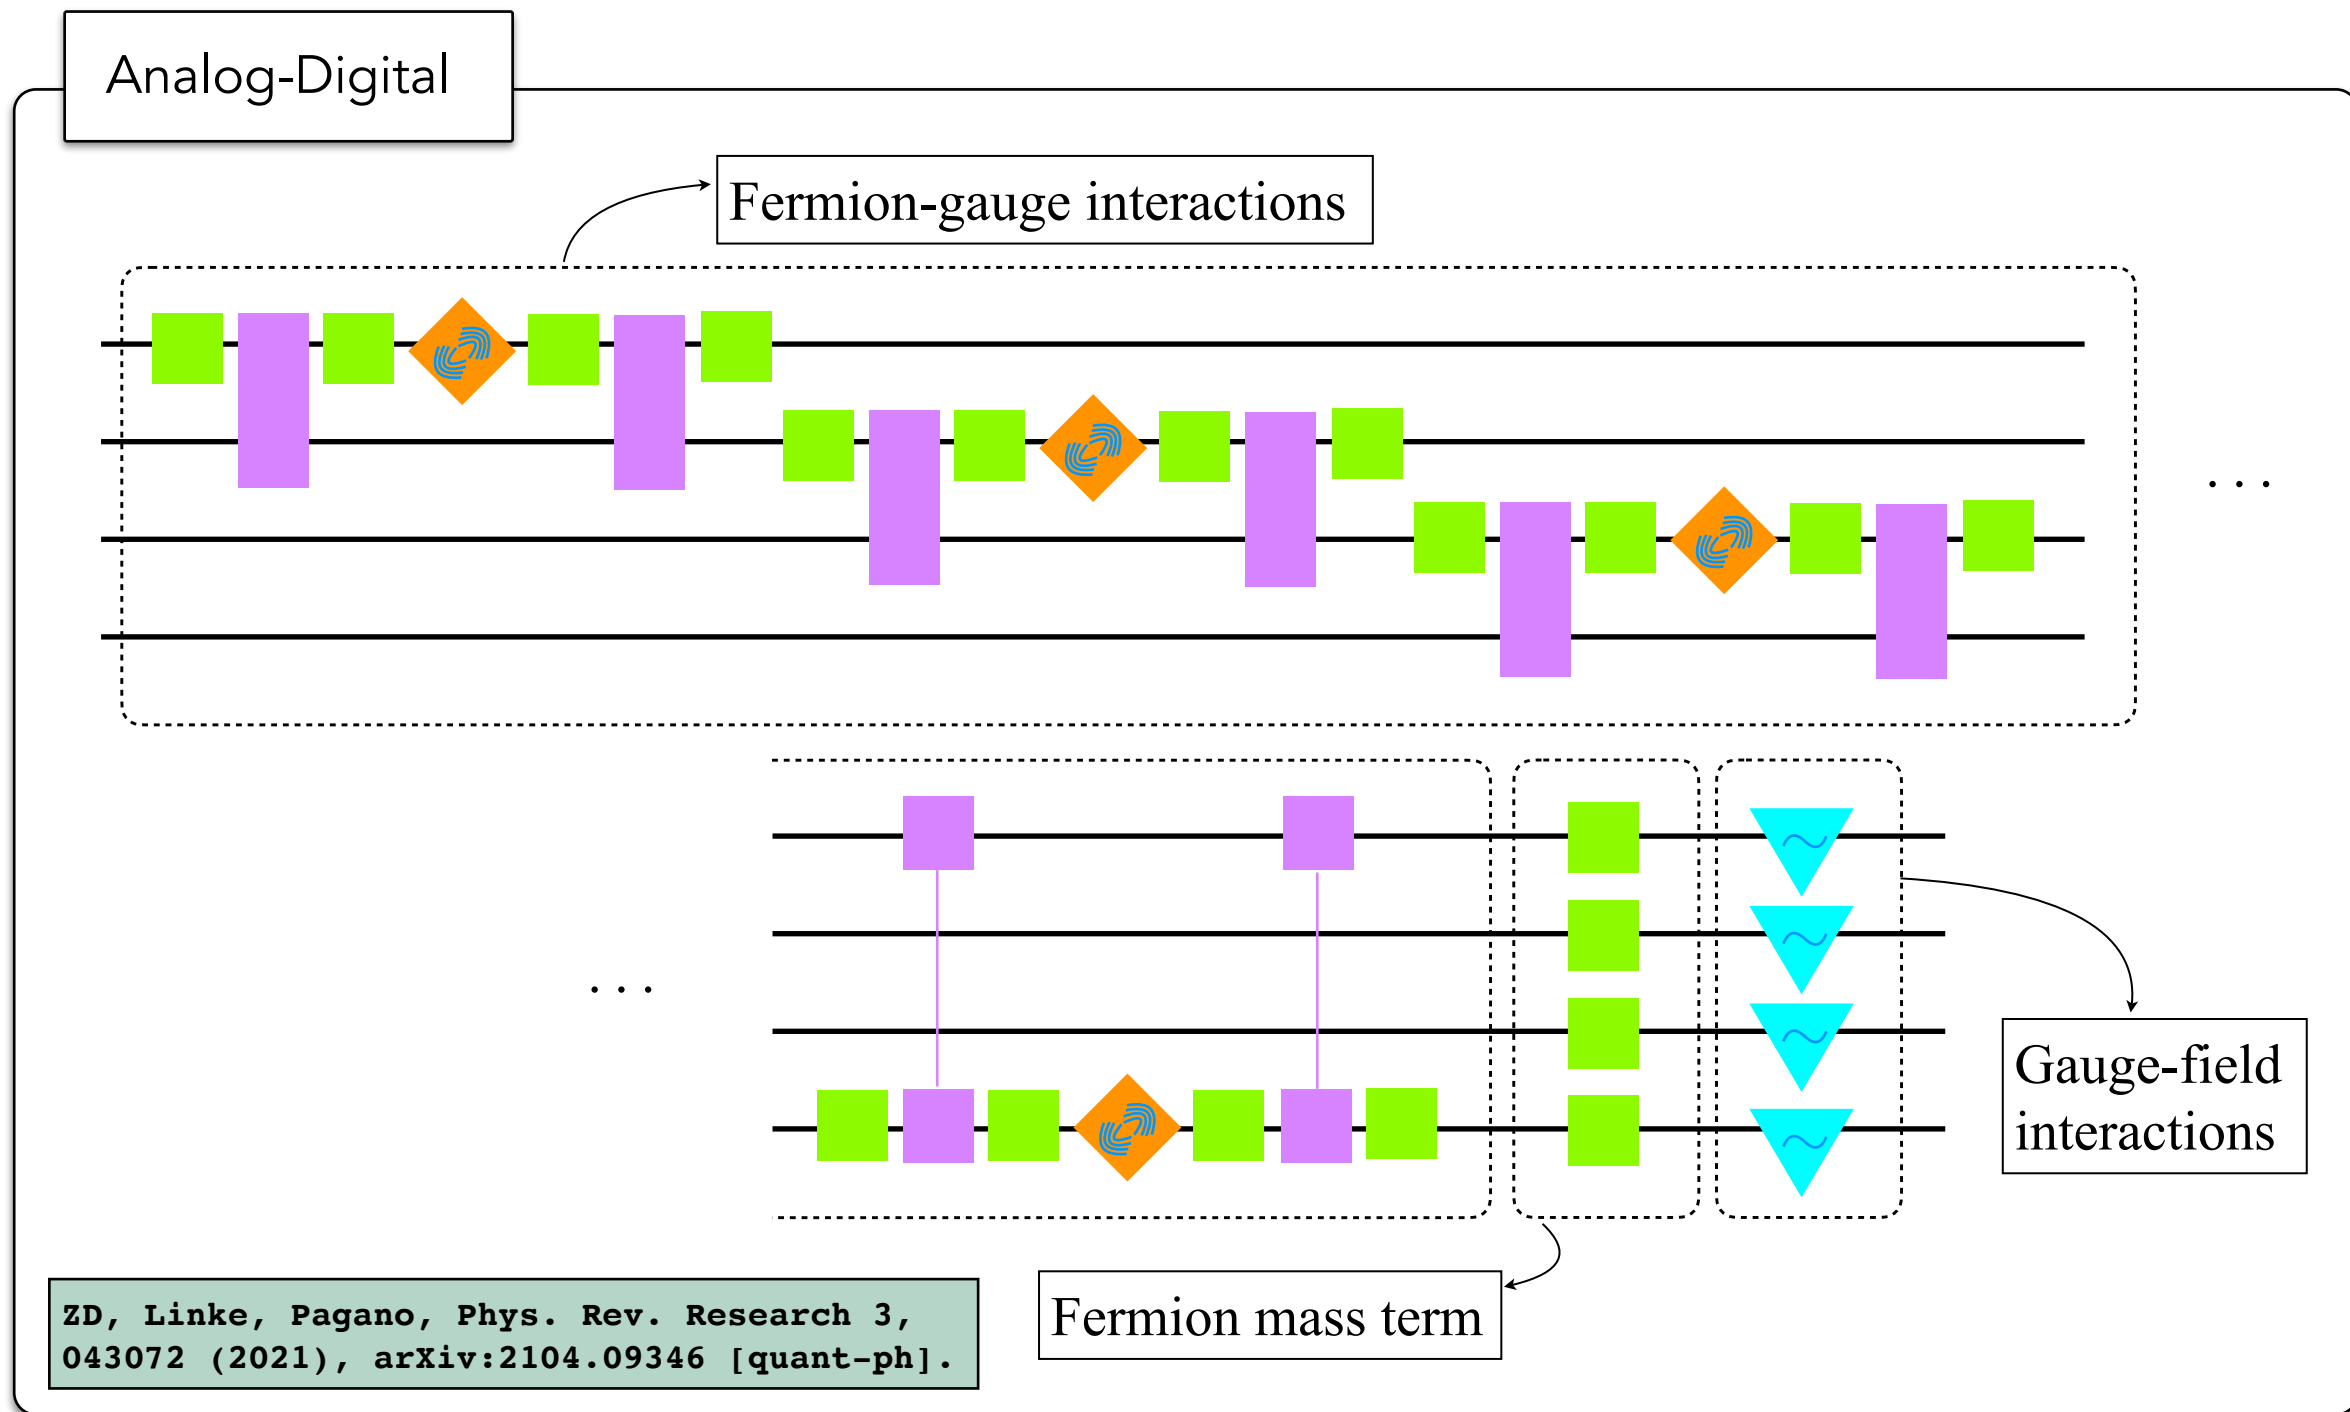 Analog-Digital
Fermion-gauge interactions
. . .
. . .
Gauge-field
interactions
Fermion mass term
ZD, Linke, Pagano, Phys. Rev. Research 3,
043072 (2021), arXiv:2104.09346 [quant-ph].